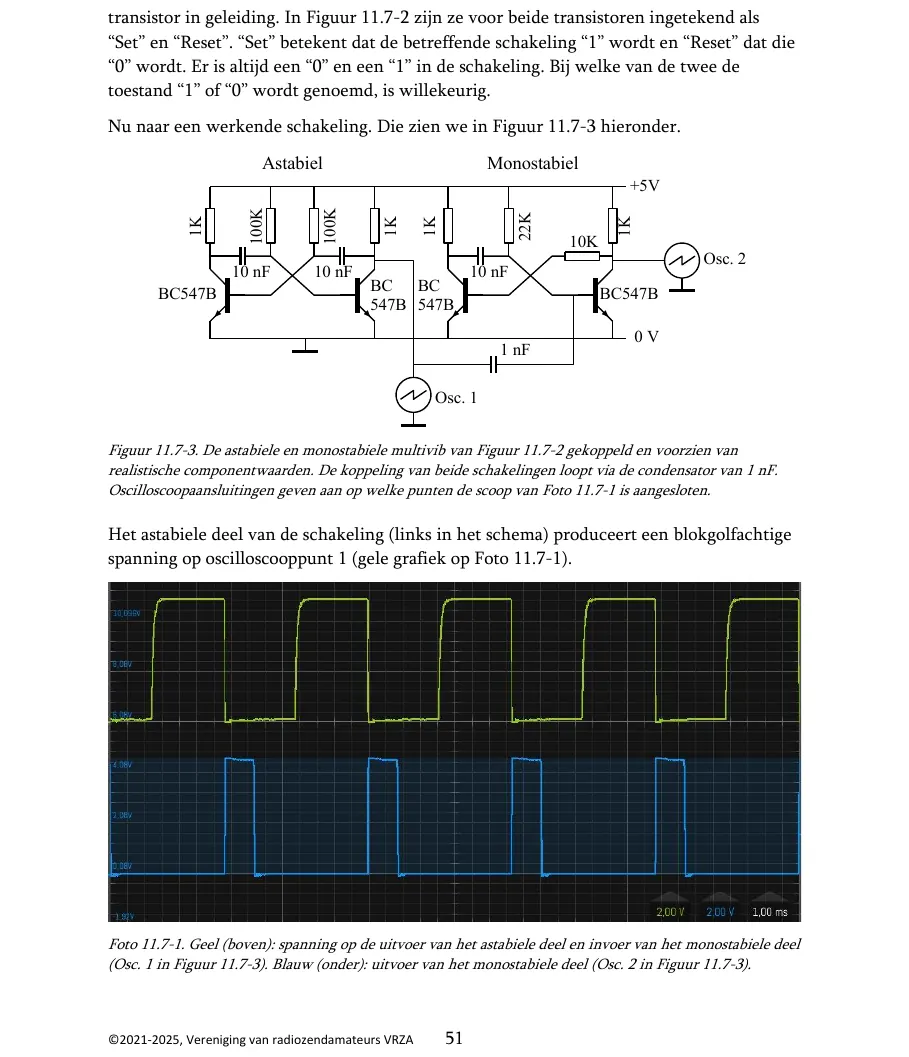 transistor in geleiding. In Figuur 11.7-2 zijn ze voor beide transistoren ingetekend als
“Set” en “Reset”. “Set” betekent dat de betreffende schakeling “1” wordt en “Reset” dat die
“0” wordt. Er is altijd een “0” en een “1” in de schakeling. Bij welke van de twee de
toestand “1” of “0” wordt genoemd, is willekeurig.
Nu naar een werkende schakeling. Die zien we in Figuur 11.7-3 hieronder.
Astabiel
Monostabiel
+5V
1K
100K
100K
1K
1K
22K
10K
1K
Osc. 2
10 nF
10 nF
10 nF
BC547B
BC
547B
BC
547B
BC547B
0 V
1 nF
Osc. 1
Figuur 11.7-3. De astabiele en monostabiele multivib van Figuur 11.7-2 gekoppeld en voorzien van
realistische componentwaarden. De koppeling van beide schakelingen loopt via de condensator van 1 nF.
Oscilloscoopaansluitingen geven aan op welke punten de scoop van Foto 11.7-1 is aangesloten.
Het astabiele deel van de schakeling (links in het schema) produceert een blokgolfachtige
spanning op oscilloscooppunt 1 (gele grafiek op Foto 11.7-1).
4,08V
2,08V
0,08V
2,00 V
2,00 V
1,00 ms
Foto 11.7-1. Geel (boven): spanning op de uitvoer van het astabiele deel en invoer van het monostabiele deel
(Osc. 1 in Figuur 11.7-3). Blauw (onder): uitvoer van het monostabiele deel (Osc. 2 in Figuur 11.7-3).
©2021-2025, Vereniging van radiozendamateurs VRZA 51